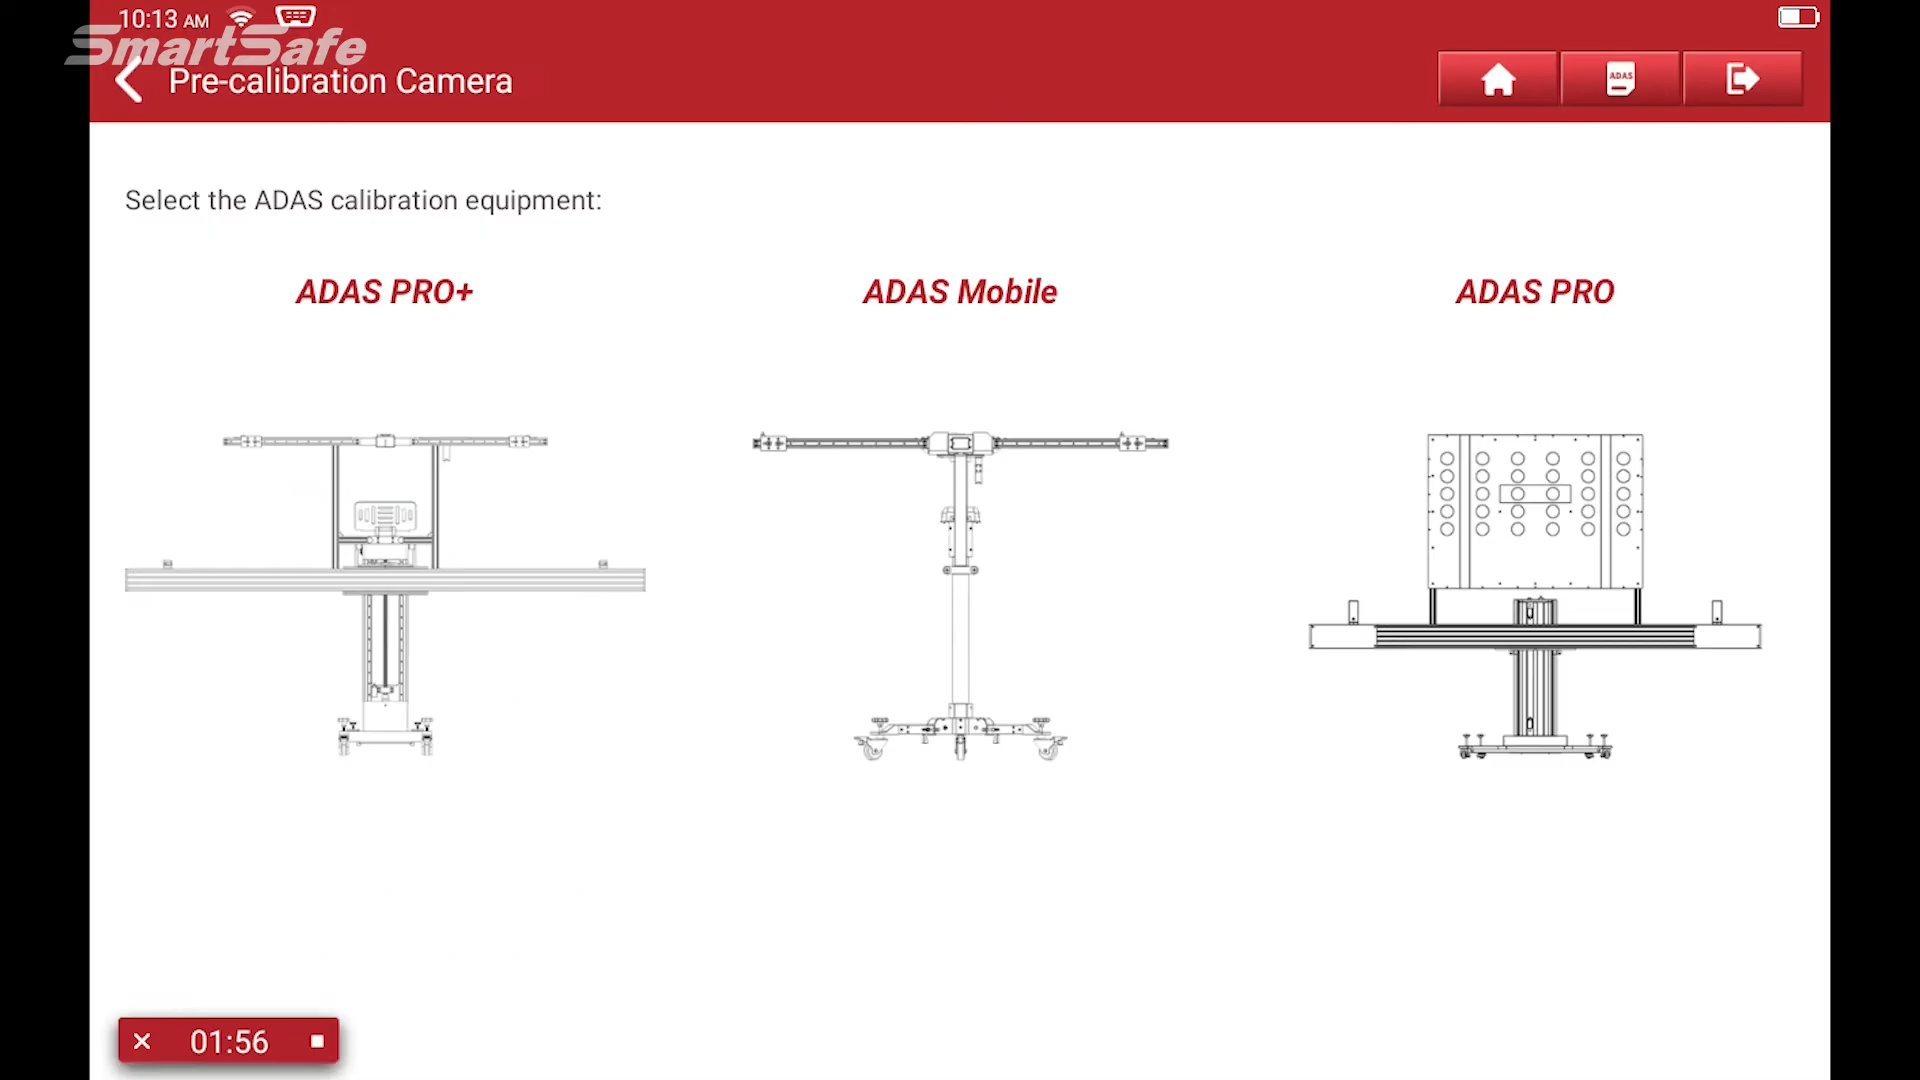 10:13 AM
SmartSafe
Pre-calibration Camera
ADAS
Select the ADAS calibration equipment:
ADAS PRO+
ADAS Mobile
ADAS PRO
01:56